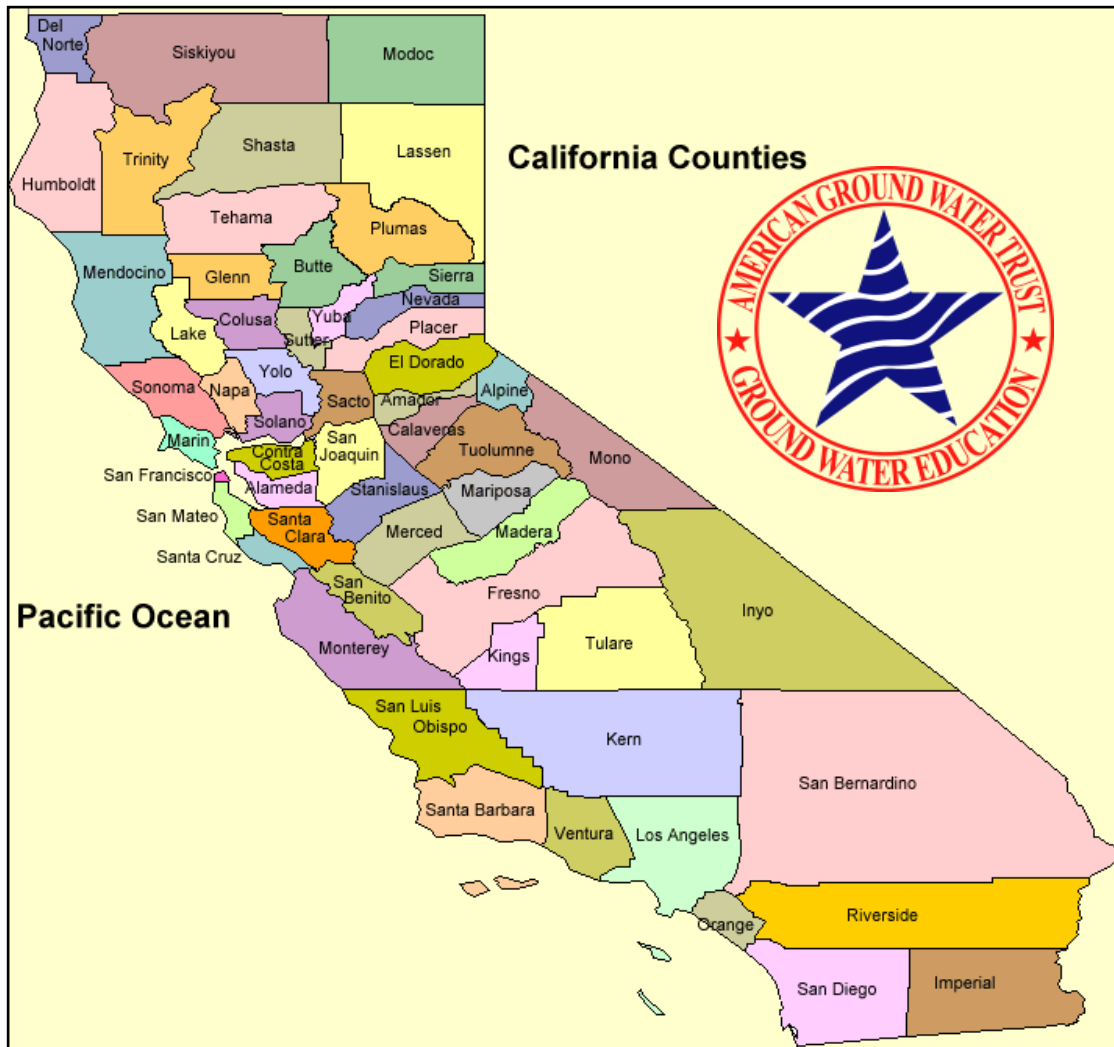 Del
Norte
Siskiyou
Modoc
Shasta
Lassen
Trinity
Humboldt
California Counties
AMERICAN GROUND WATER TRUST
GROUND WATER EDUCATION
Tehama
Plumas
Mendocino
Glenn
Butte
Sierra
Nevada
Yuba
Colusa
Lake
Sutter
Placer
El Dorado
Yolo
Sonoma
Napa
Sacto
Amador
Alpine
Solano
Calaveras
Marin
San
Joaquin
Contra
Costa
Tuolumne
Mono
San Francisco
Alameda
Stanislaus
Mariposa
San Mateo
Santa
Clara
Merced
Madera
Santa Cruz
San
Benito
Fresno
Inyo
Pacific Ocean
Monterey
Kings
Tulare
San Luis
Obispo
Kern
San Bernardino
Santa Barbara
Ventura
Los Angeles
Orange
Riverside
San Diego
Imperial